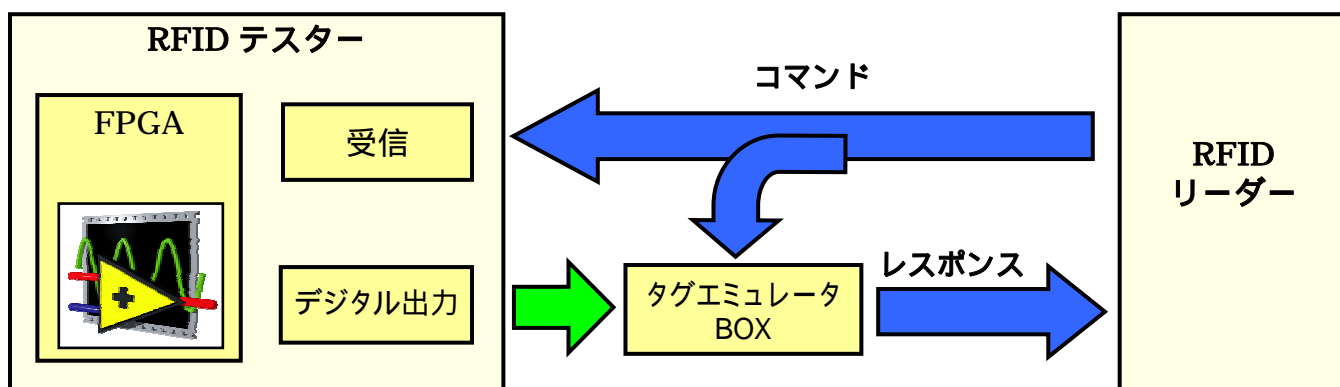 RFID テスター
FPGA
受信
デジタル出力
コマンド
タグエミュレータ
BOX
レスポンス
RFID
リーダー